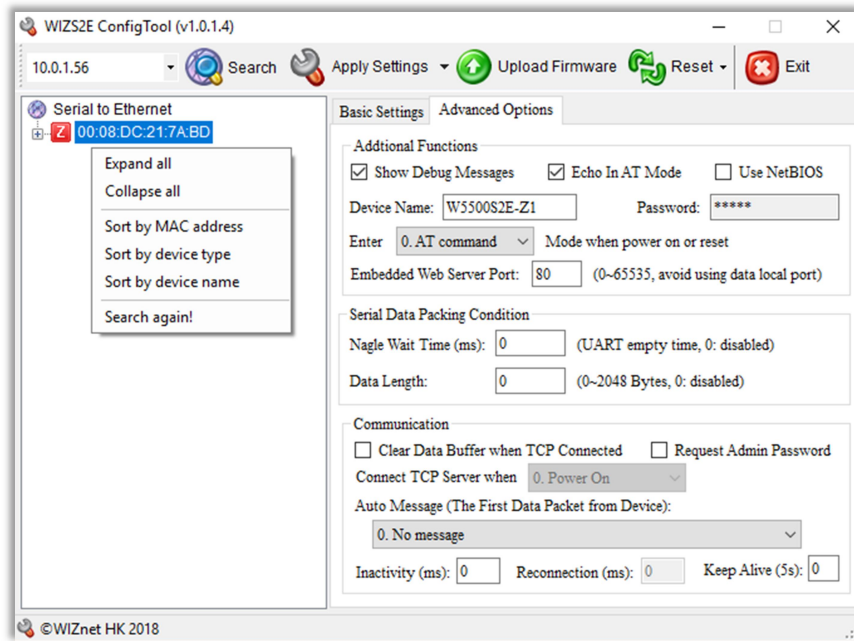 WIZS2E ConfigTool (v1.0.1.4)
10.0.1.56 Search Apply Settings Upload Firmware Reset Exit
Serial to Ethernet
Z 00:08:DC:21:7A:BD
Expand all
Collapse all
Sort by MAC address
Sort by device type
Sort by device name
Search again!
Basic Settings Advanced Options
Addtional Functions
Show Debug Messages Echo In AT Mode Use NetBIOS
Device Name: W5500S2E-Z1 Password: *****
Enter 0. AT command Mode when power on or reset
Embedded Web Server Port: 80 (0~65535, avoid using data local port)
Serial Data Packing Condition
Nagle Wait Time (ms): 0 (UART empty time, 0: disabled)
Data Length: 0 (0~2048 Bytes, 0: disabled)
Communication
Clear Data Buffer when TCP Connected Request Admin Password
Connect TCP Server when 0. Power On
Auto Message (The First Data Packet from Device):
0. No message
Inactivity (ms): 0 Reconnection (ms): 0 Keep Alive (5s): 0
©WIZnet HK 2018